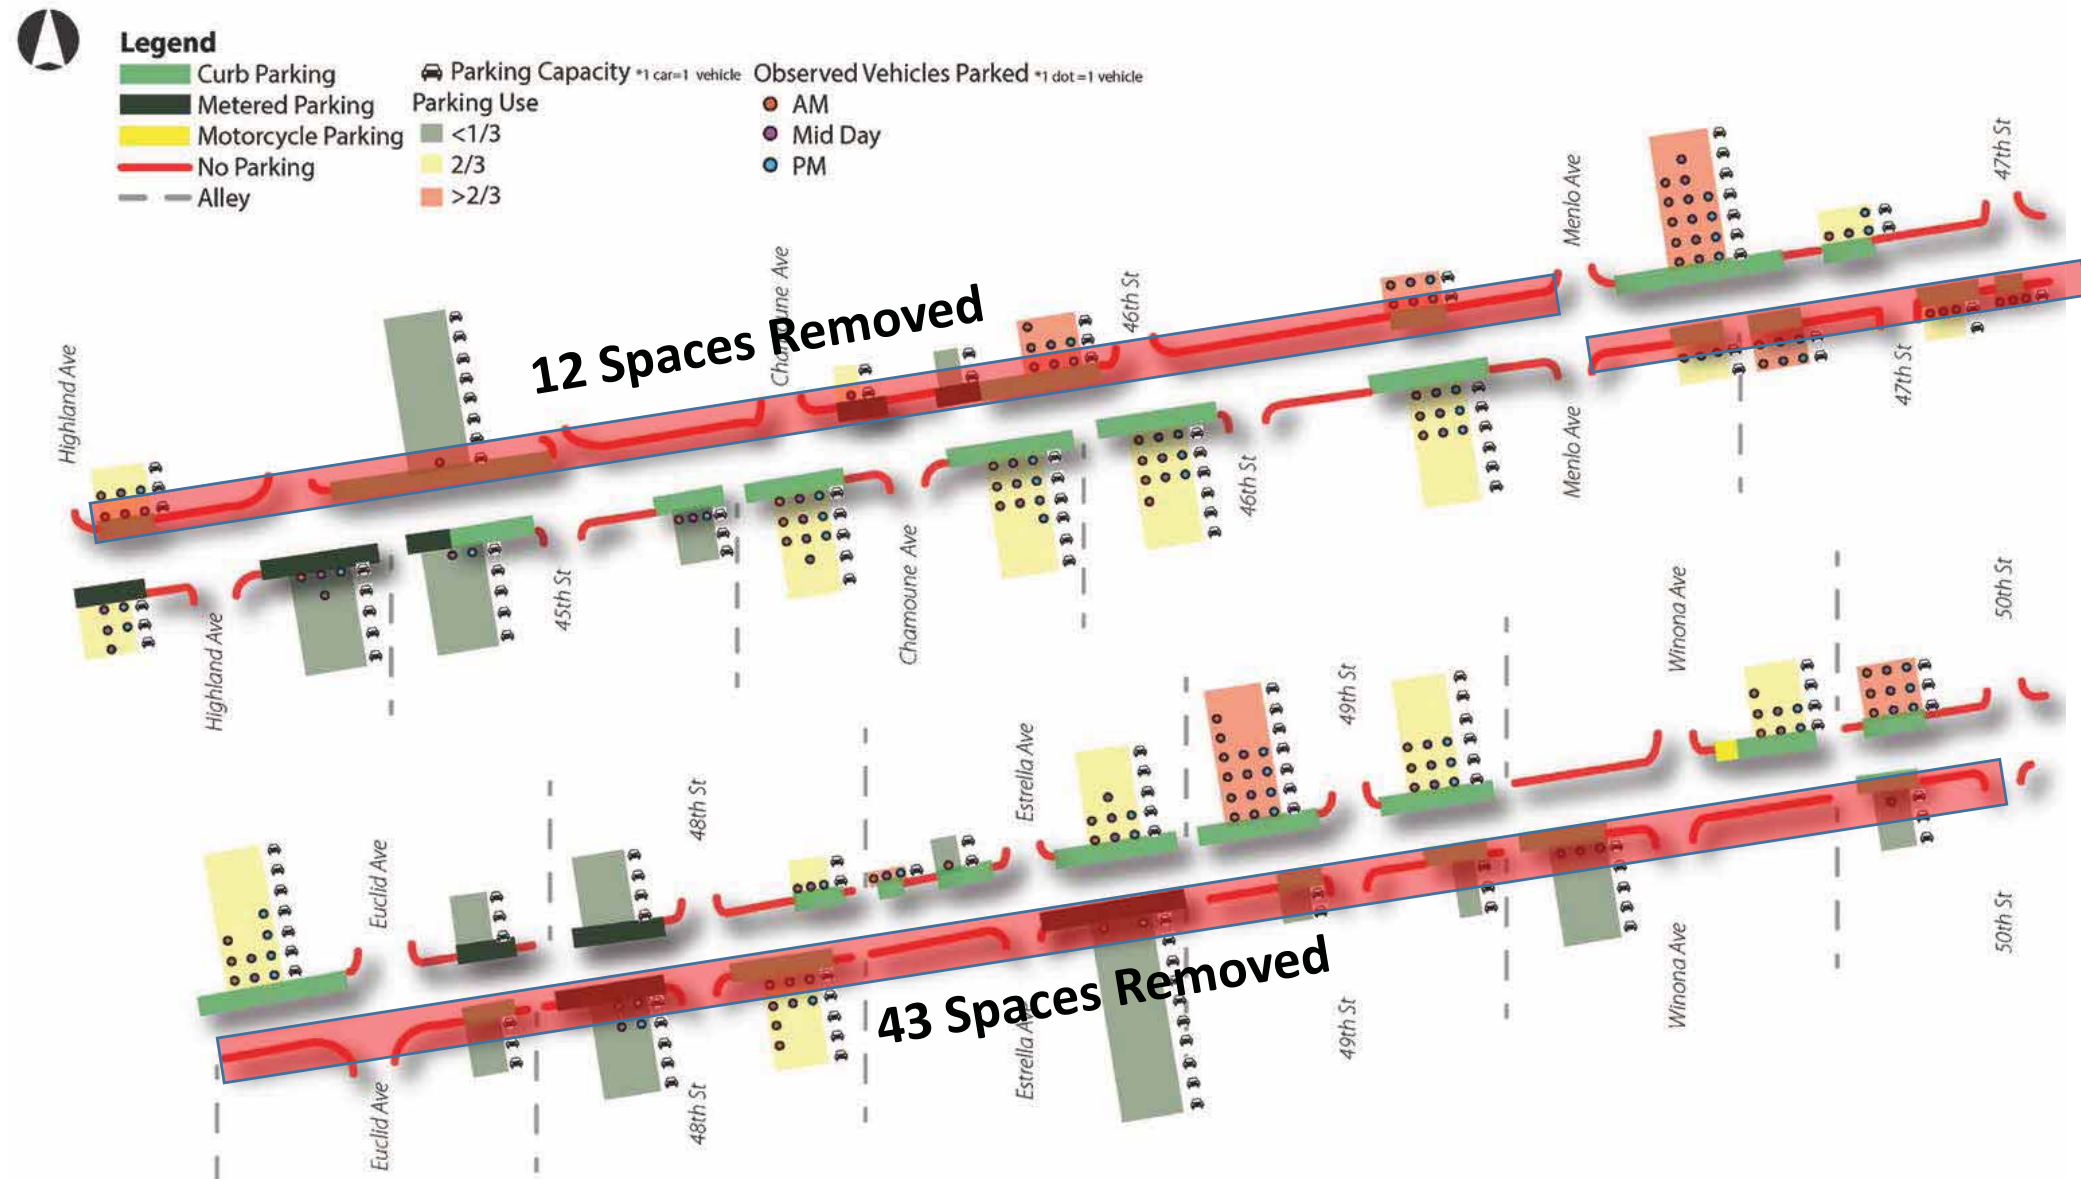 Legend
Curb Parking
Metered Parking
Motorcycle Parking
No Parking
Alley
Parking Capacity *1 car=1 vehicle
Parking Use
<1/3
2/3
>2/3
Observed Vehicles Parked *1 dot=1 vehicle
AM
Mid Day
PM
Highland Ave
Chamoune Ave
46th St
Menlo Ave
47th St
12 Spaces Removed
Highland Ave
45th St
Chamoune Ave
46th St
Menlo Ave
47th St
Euclid Ave
48th St
Estrella Ave
49th St
Winona Ave
50th St
43 Spaces Removed
Euclid Ave
48th St
Estrella Ave
49th St
Winona Ave
50th St